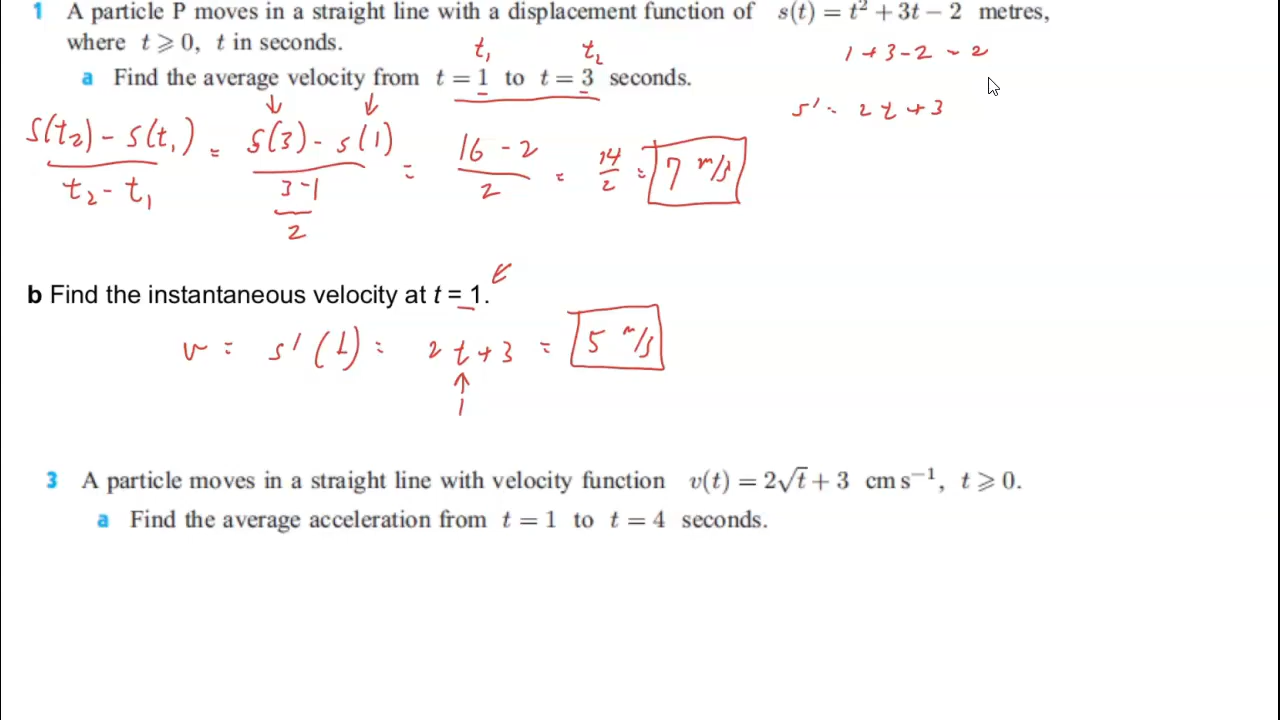 1 A particle P moves in a straight line with a displacement function of s(t) = t² + 3t − 2 metres,
where t ⩾ 0, t in seconds.
1 + 3 - 2 - 2
t₁ t₂
a Find the average velocity from t = 1 to t = 3 seconds.
s' = 2t + 3
s(t₂) - s(t₁) / t₂ - t₁ = s(3) - s(1) / 3-1 = 16 - 2 / 2 = 14/2 = 7 m/s
2
b Find the instantaneous velocity at t = 1.
v = s'(1) = 2t + 3 = 5 m/s
↑
1
3 A particle moves in a straight line with velocity function v(t) = 2√t + 3 cm s⁻¹, t ⩾ 0.
a Find the average acceleration from t = 1 to t = 4 seconds.